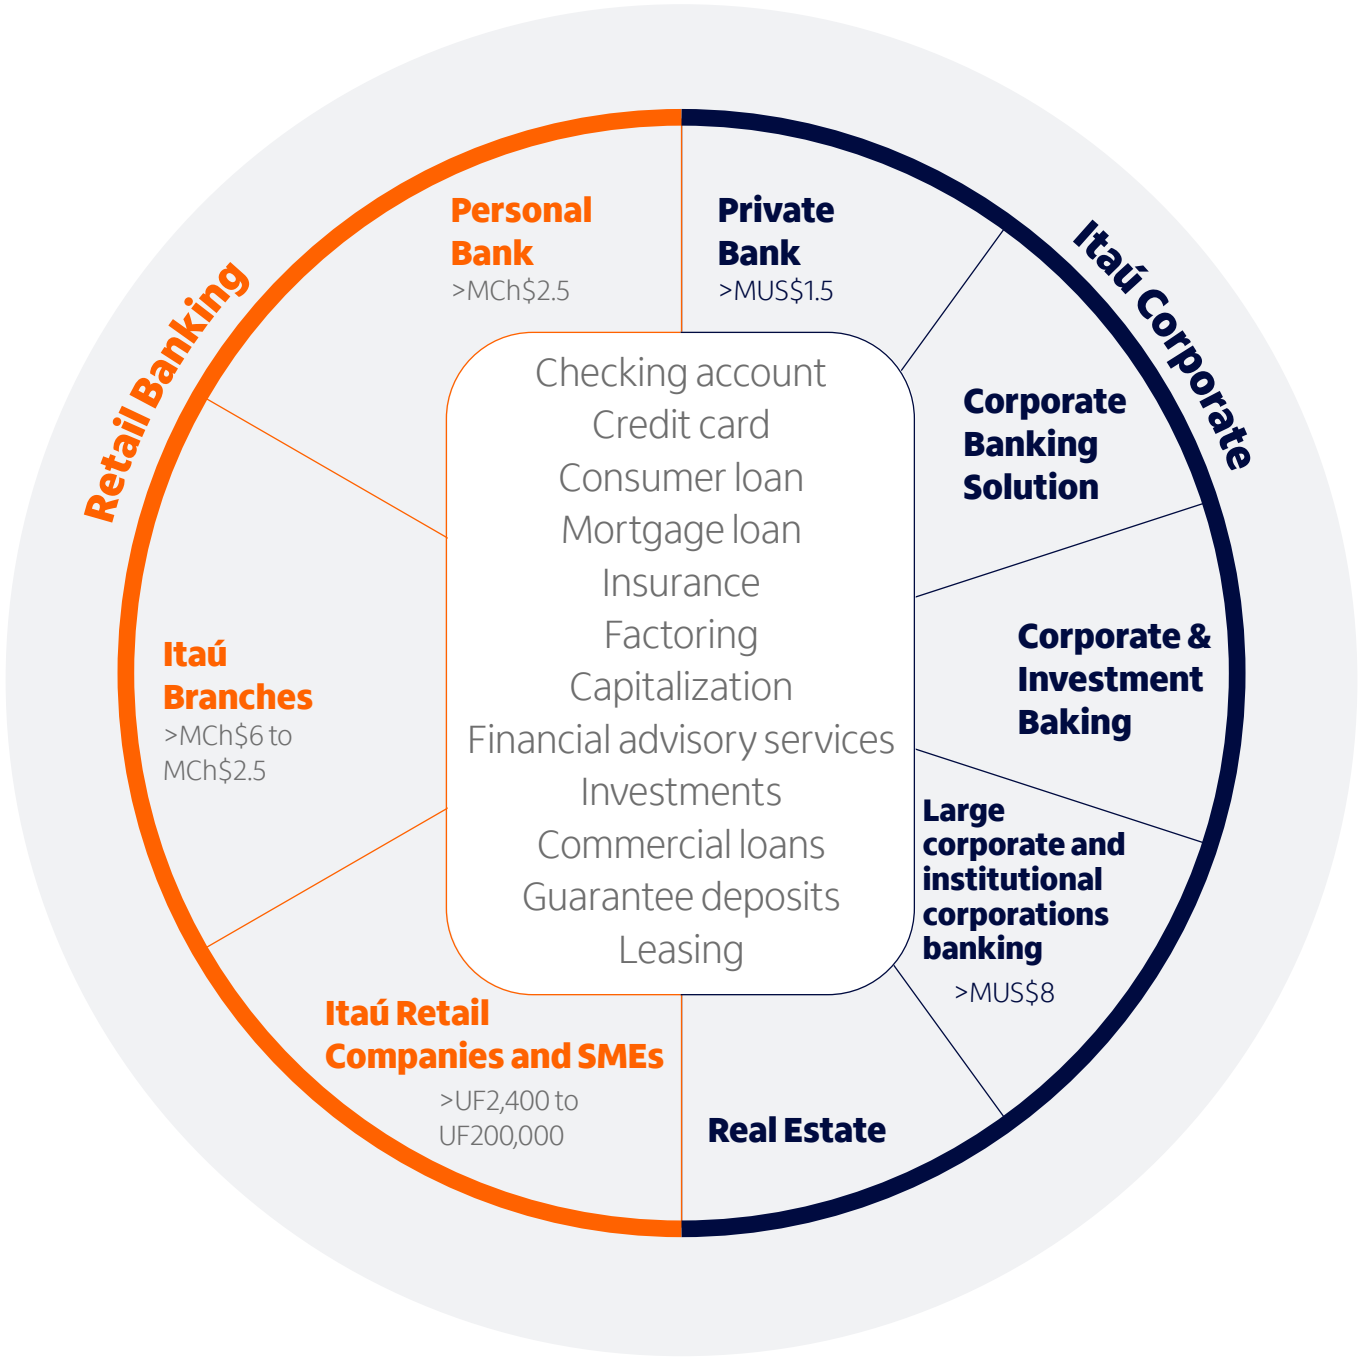 Retail Banking
Personal
Bank
>MCh$2.5
Itaú
Branches
>MCh$6 to
MCh$2.5
Itaú Retail
Companies and SMEs
>UF2,400 to
UF200,000
Checking account
Credit card
Consumer loan
Mortgage loan
Insurance
Factoring
Capitalization
Financial advisory services
Investments
Commercial loans
Guarantee deposits
Leasing
Itaú Corporate
Private
Bank
>MUS$1.5
Corporate
Banking
Solution
Corporate &
Investment
Baking
Large
corporate and
institutional
corporations
banking
>MUS$8
Real Estate